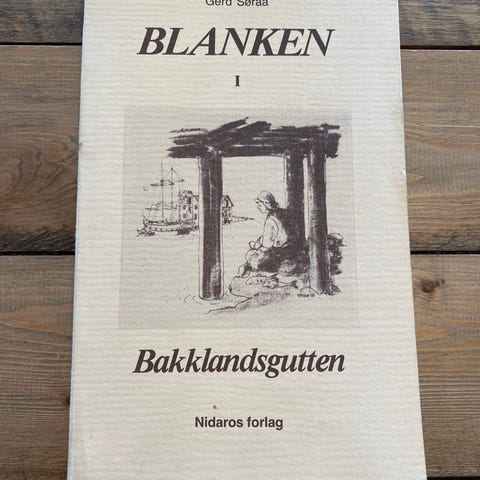 Gerd Søraa
BLANKEN
I
Bakklandsgutten
Nidaros forlag